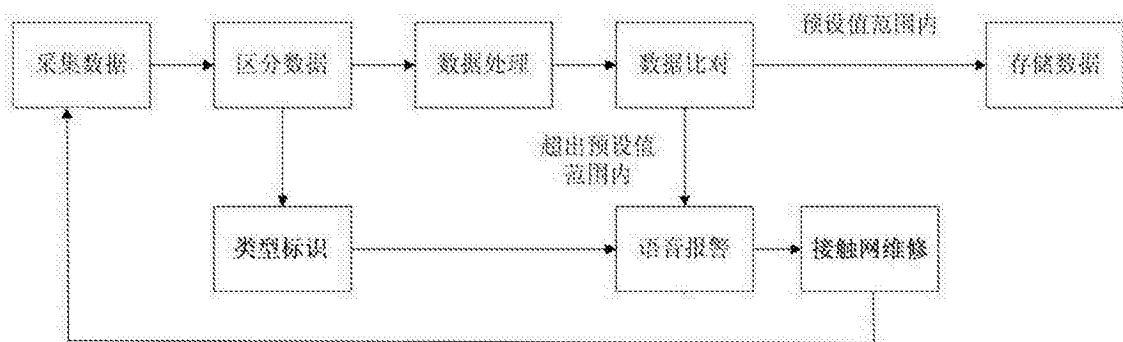 预设值范围内
采集数据
区分数据
数据处理
数据比对
存储数据
超出预设值
范围内
类型标识
语音报警
接触网维修